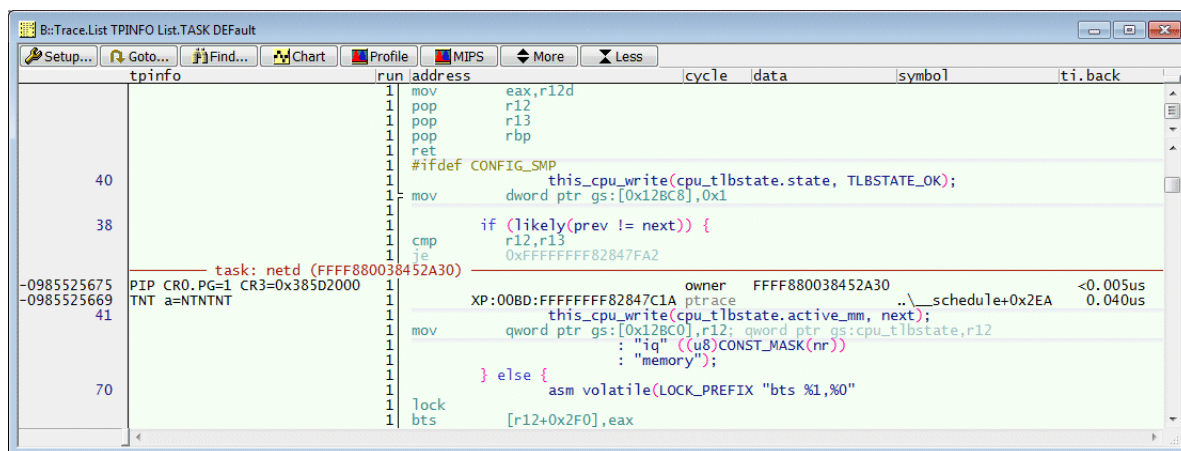 B::Trace.List TPINFO List.TASK DEFault
Setup... Goto... Find... Chart Profile MIPS More Less
tpinfo run address cycle data symbol ti.back
1 mov eax,r12d
1 pop r12
1 pop r13
1 pop rbp
1 ret
1 #ifdef CONFIG_SMP
40 1 this_cpu_write(cpu_tlbstate.state, TLBSTATE_OK);
1 mov dword ptr gs:[0x12BC8],0x1
1
38 1 if (likely(prev != next)) {
1 cmp r12,r13
1 je 0xFFFFFFFF82847FA2
task: netd (FFFF880038452A30)
-0985525675 PIP CR0.PG=1 CR3=0x385D2000 1 owner FFFF880038452A30 <0.005us
-0985525669 TNT a=NTNTNT 1 XP:00BD:FFFFFFFF82847C1A ptrace ..\__schedule+0x2EA 0.040us
41 1 this_cpu_write(cpu_tlbstate.active_mm, next);
1 mov qword ptr gs:[0x12BC0],r12; qword ptr gs:cpu_tlbstate,r12
1 : "iq" ((u8)CONST_MASK(nr))
1 : "memory");
1 } else {
70 1 asm volatile(LOCK_PREFIX "bts %1,%0"
1 lock
1 bts [r12+0x2F0],eax